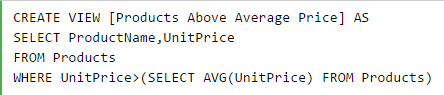 CREATE VIEW [Products Above Average Price] AS
SELECT ProductName,UnitPrice
FROM Products
WHERE UnitPrice>(SELECT AVG(UnitPrice) FROM Products)